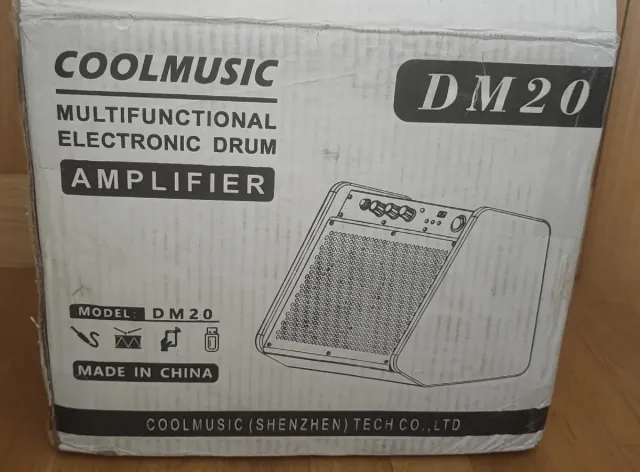 COOLMUSIC
DM20
MULTIFUNCTIONAL
ELECTRONIC DRUM
AMPLIFIER
MODEL: DM20
MADE IN CHINA
COOLMUSIC (SHENZHEN) TECH CO.,LTD